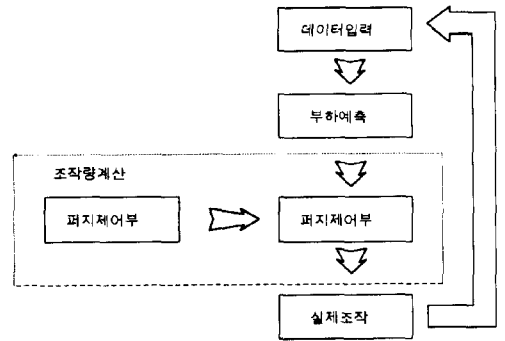 데이터입력
부하예측
조작량계산
퍼지제어부
퍼지제어부
실제조작